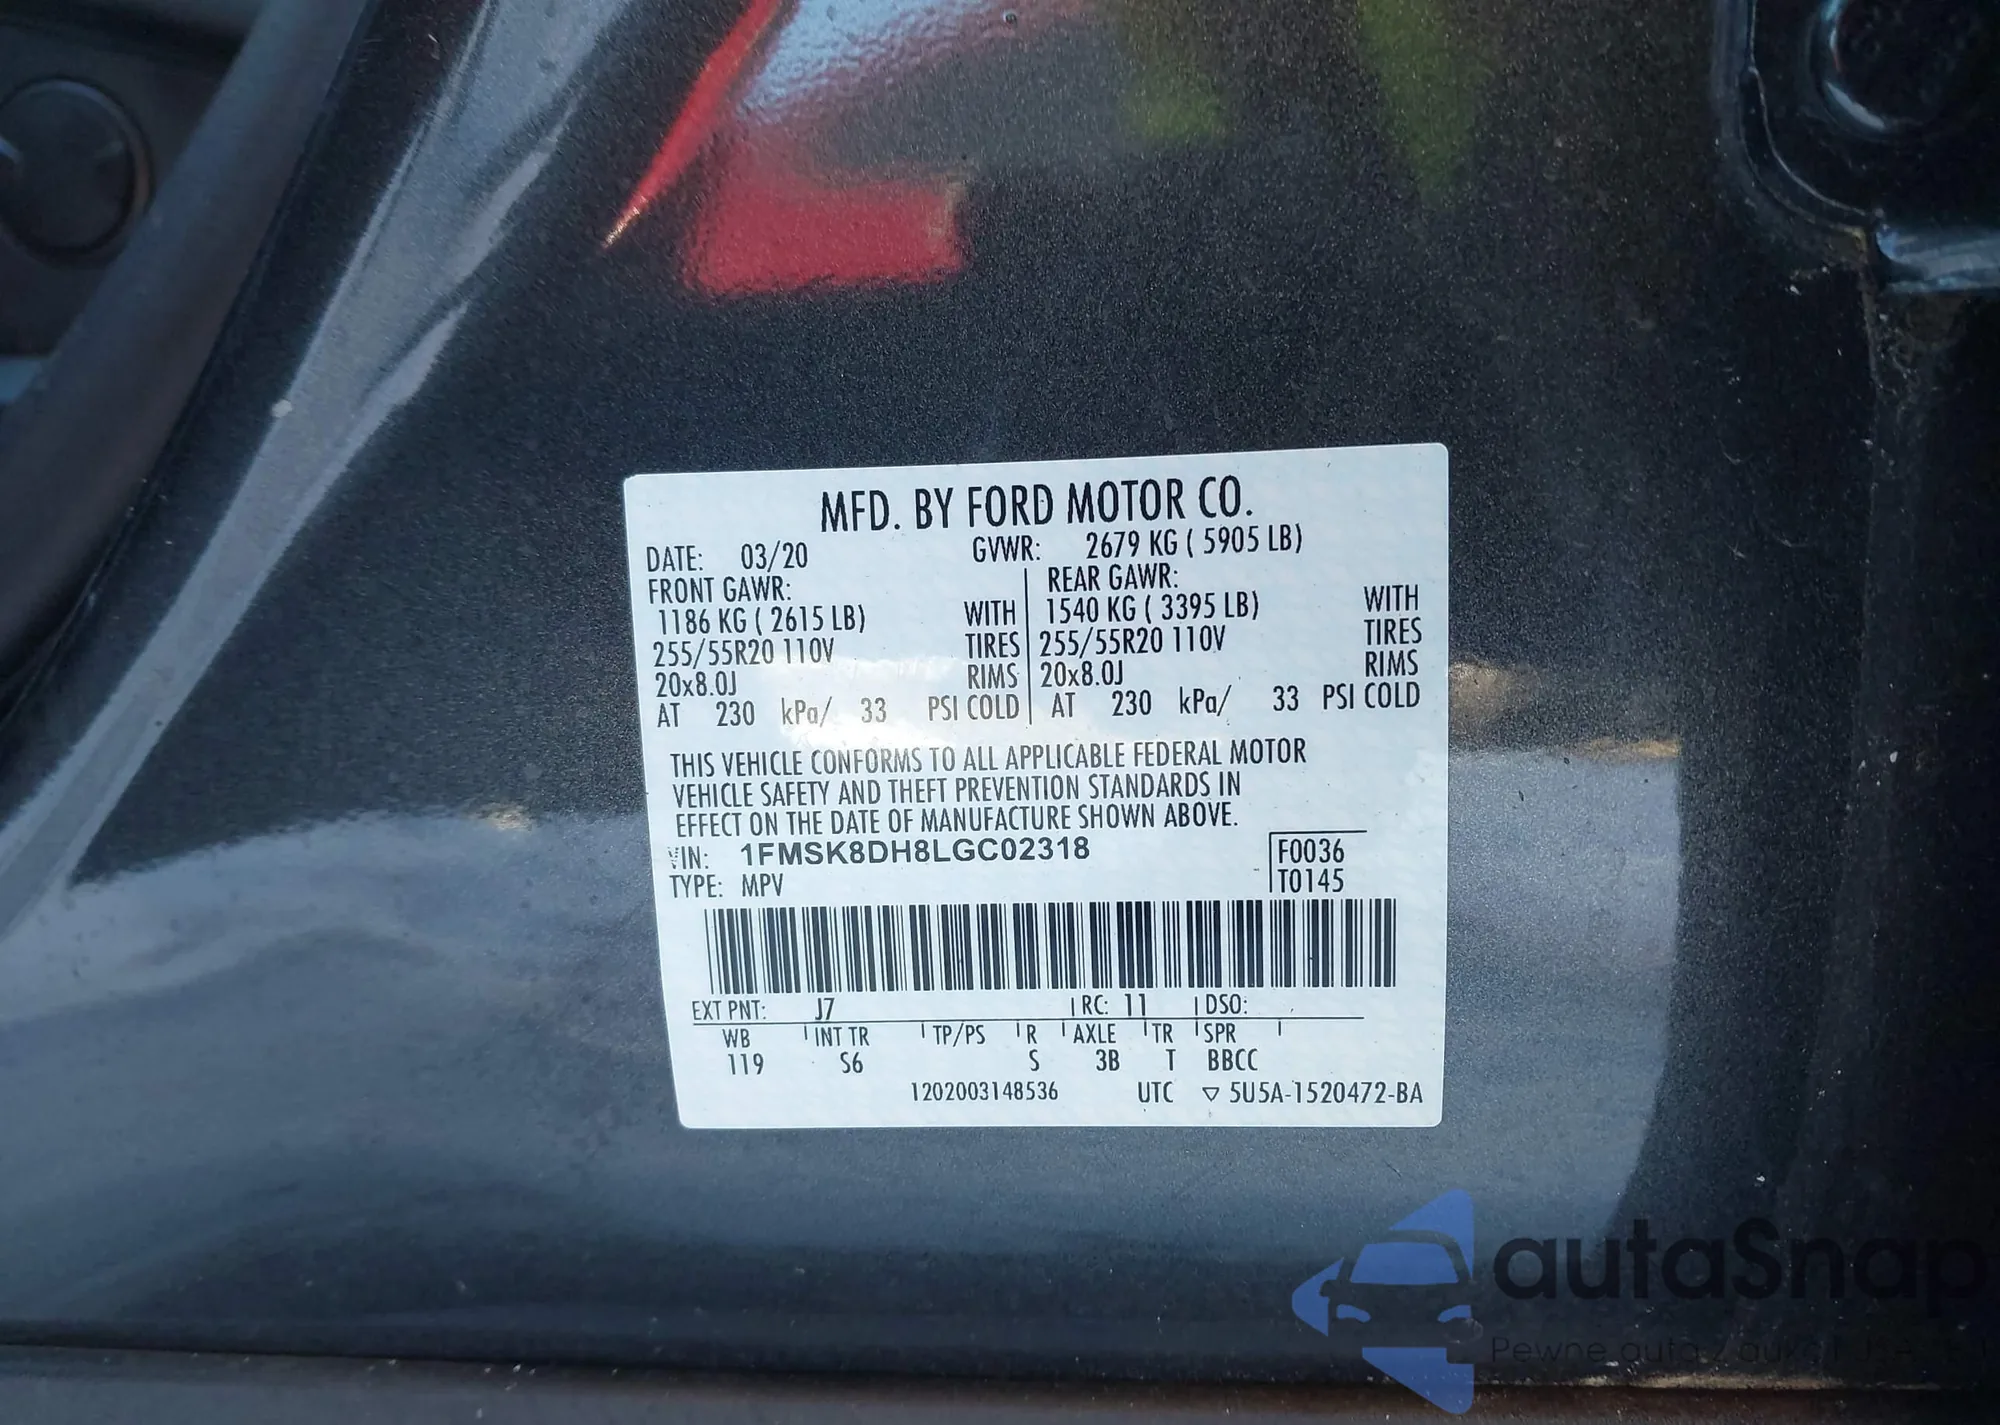 MFD. BY FORD MOTOR CO.
DATE: 03/20 GVWR: 2679 KG ( 5905 LB)
FRONT GAWR: REAR GAWR:
1186 KG ( 2615 LB) WITH 1540 KG ( 3395 LB) WITH
255/55R20 110V TIRES 255/55R20 110V TIRES
20x8.0J RIMS 20x8.0J RIMS
AT 230 kPa/ 33 PSI COLD AT 230 kPa/ 33 PSI COLD
THIS VEHICLE CONFORMS TO ALL APPLICABLE FEDERAL MOTOR
VEHICLE SAFETY AND THEFT PREVENTION STANDARDS IN
EFFECT ON THE DATE OF MANUFACTURE SHOWN ABOVE.
VIN: 1FMSK8DH8LGC02318 F0036
TYPE: MPV T0145
EXT PNT: J7 RC: 11 DSO:
WB INT TR TP/PS R AXLE TR SPR
119 S6 S 3B T BBCC
1202003148536 UTC ▽ 5U5A-1520472-BA
autaSnap
Pewne auta z